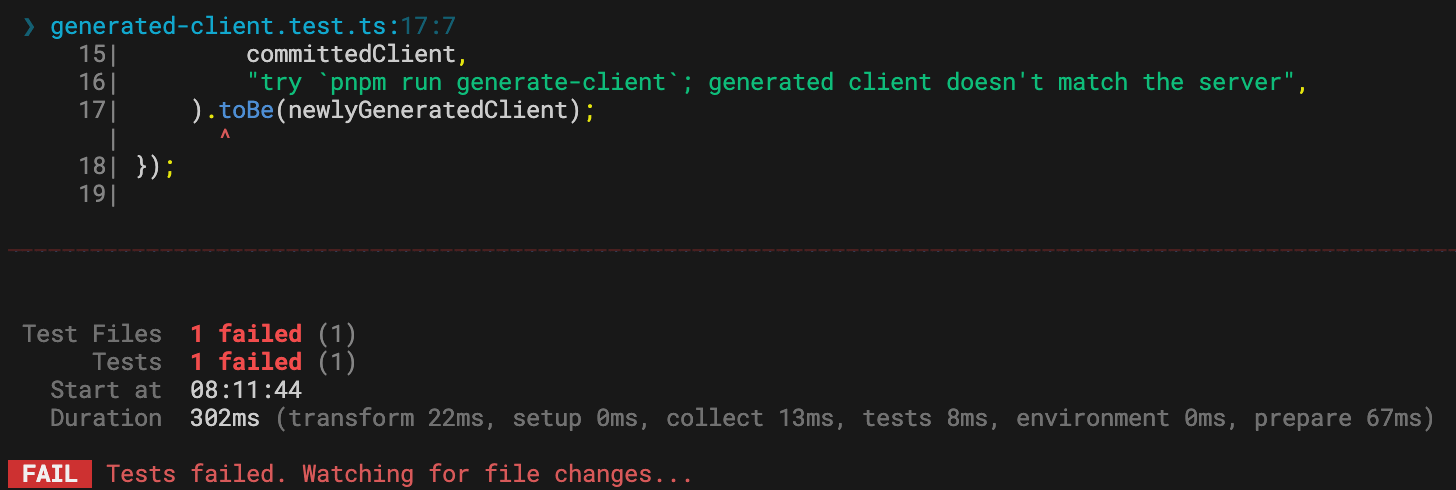 ❯ generated-client.test.ts:17:7
15|         committedClient,
16|         "try `pnpm run generate-client`; generated client doesn't match the server",
17|     ).toBe(newlyGeneratedClient);
  |       ^
18| });
19|
Test Files  1 failed (1)
Tests  1 failed (1)
Start at  08:11:44
Duration  302ms (transform 22ms, setup 0ms, collect 13ms, tests 8ms, environment 0ms, prepare 67ms)
FAIL  Tests failed. Watching for file changes...